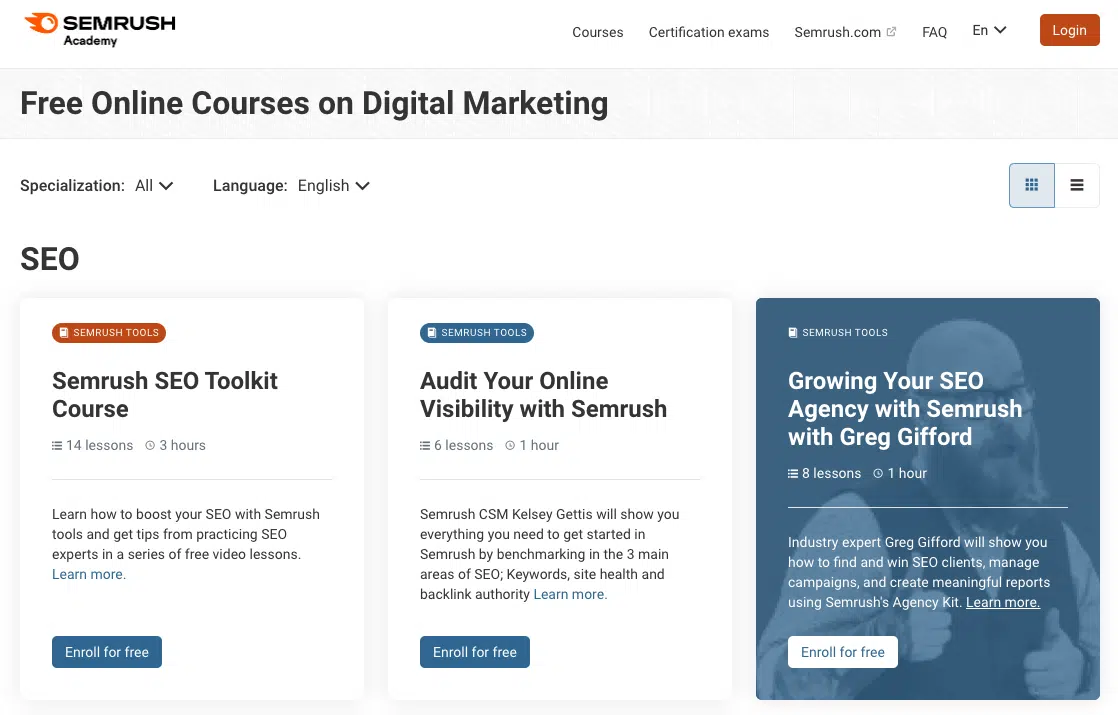 SEMRUSH
Academy
Courses
Certification exams
Semrush.com
FAQ
En
Login
Free Online Courses on Digital Marketing
Specialization: All
Language: English
SEO
SEMRUSH TOOLS
Semrush SEO Toolkit
Course
14 lessons 3 hours
Learn how to boost your SEO with Semrush
tools and get tips from practicing SEO
experts in a series of free video lessons.
Learn more.
Enroll for free
SEMRUSH TOOLS
Audit Your Online
Visibility with Semrush
6 lessons 1 hour
Semrush CSM Kelsey Gettis will show you
everything you need to get started in
Semrush by benchmarking in the 3 main
areas of SEO; Keywords, site health and
backlink authority Learn more.
Enroll for free
SEMRUSH TOOLS
Growing Your SEO
Agency with Semrush
with Greg Gifford
8 lessons 1 hour
Industry expert Greg Gifford will show you
how to find and win SEO clients, manage
campaigns, and create meaningful reports
using Semrush's Agency Kit. Learn more.
Enroll for free